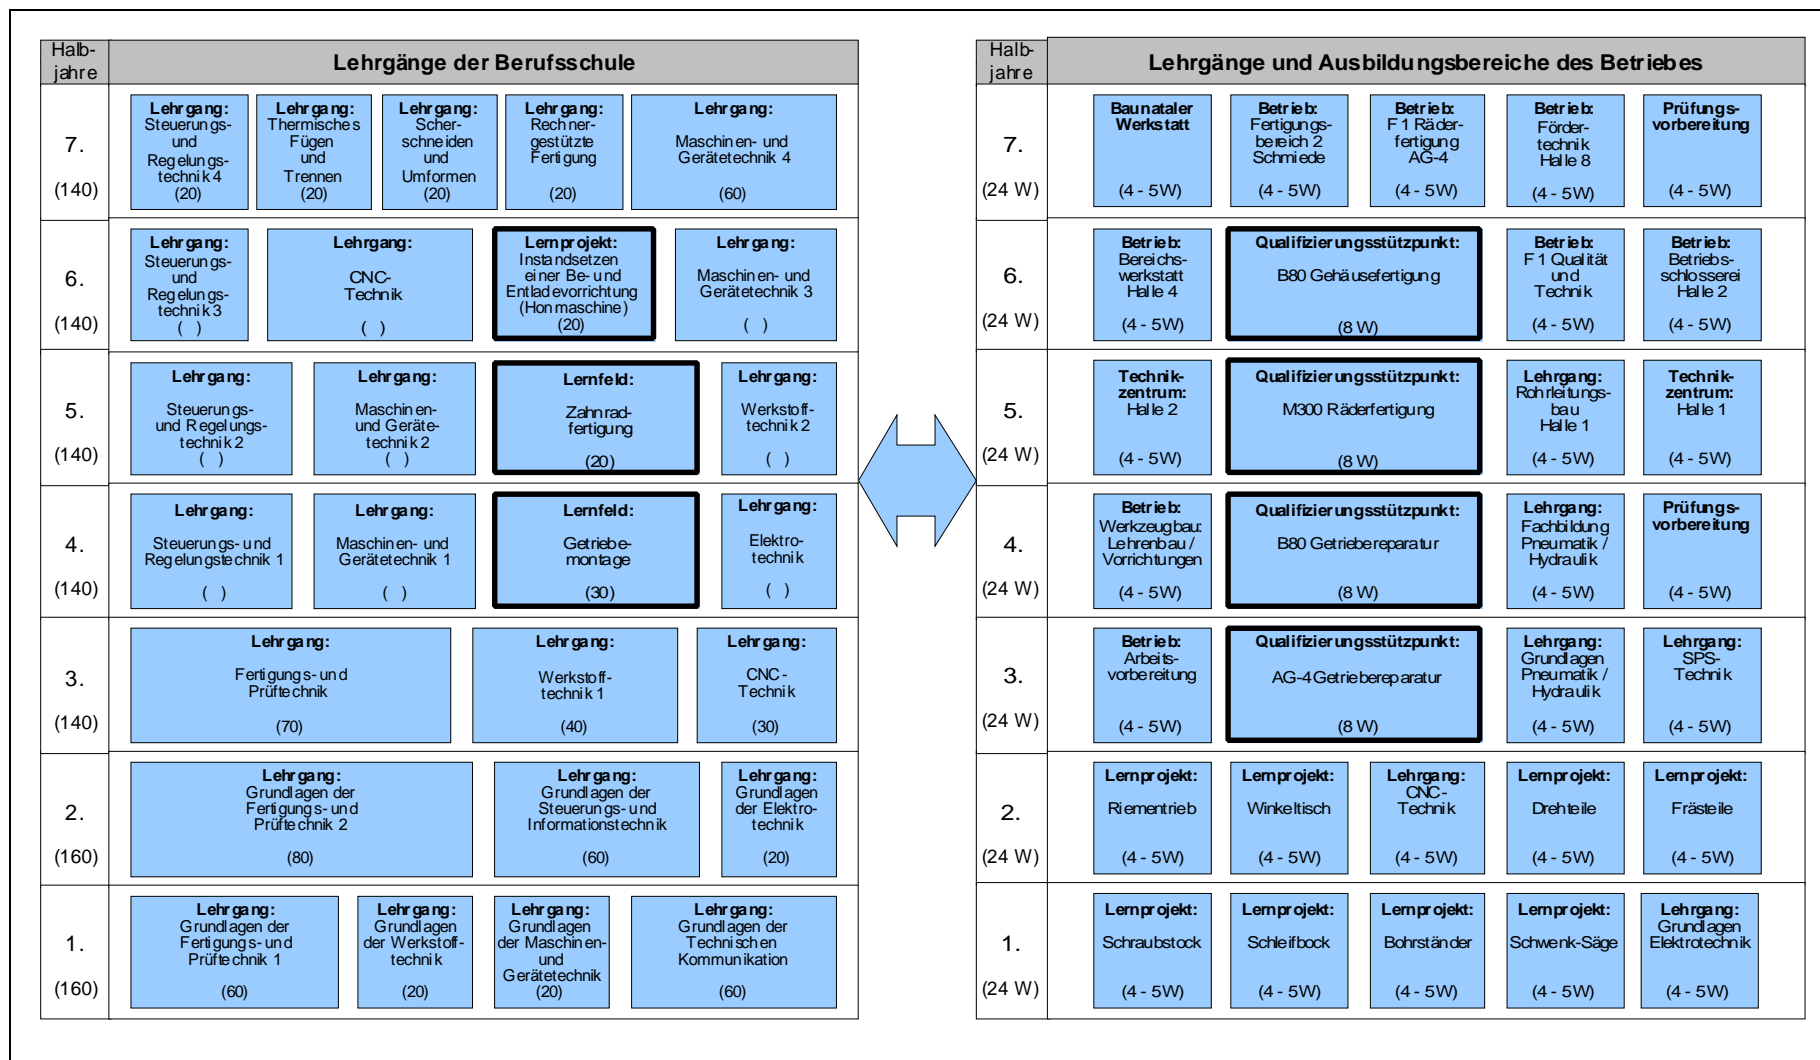 Halb-
jahre
Lehrgänge der Berufsschule
7.
(140)
Lehrgang:
Steuerungs-
und
Regelungs-
technik 4
(20)
Lehrgang:
Thermisches
Fügen
und
Trennen
(20)
Lehrgang:
Scher-
schneiden
und
Umformen
(20)
Lehrgang:
Rechner-
gestützte
Fertigung
(20)
Lehrgang:
Maschinen- und
Gerätetechnik 4
(60)
6.
(140)
Lehrgang:
Steuerungs-
und
Regelungs-
technik 3
( )
Lehrgang:
CNC-
Technik
( )
Lernprojekt:
Instandsetzen
einer Be- und
Entladevorrichtung
(Honmaschine)
(20)
Lehrgang:
Maschinen- und
Gerätetechnik 3
( )
5.
(140)
Lehrgang:
Steuerungs-
und Regelungs-
technik 2
( )
Lehrgang:
Maschinen-
und Geräte-
technik 2
( )
Lernfeld:
Zahnrad-
fertigung
(20)
Lehrgang:
Werkstoff-
technik 2
( )
4.
(140)
Lehrgang:
Steuerungs- und
Regelungstechnik 1
( )
Lehrgang:
Maschinen- und
Gerätetechnik 1
( )
Lernfeld:
Getriebe-
montage
(30)
Lehrgang:
Elektro-
technik
( )
3.
(140)
Lehrgang:
Fertigungs- und
Prüftechnik
(70)
Lehrgang:
Werkstoff-
technik 1
(40)
Lehrgang:
CNC-
Technik
(30)
2.
(160)
Lehrgang:
Grundlagen der
Fertigungs- und
Prüftechnik 2
(80)
Lehrgang:
Grundlagen der
Steuerungs- und
Informationstechnik
(60)
Lehrgang:
Grundlagen
der Elektro-
technik
(20)
1.
(160)
Lehrgang:
Grundlagen der
Fertigungs- und
Prüftechnik 1
(60)
Lehrgang:
Grundlagen
der Werkstoff-
technik
(20)
Lehrgang:
Grundlagen
der Maschinen-
und
Gerätetechnik
(20)
Lehrgang:
Grundlagen der
Technischen
Kommunikation
(60)
Halb-
jahre
Lehrgänge und Ausbildungsbereiche des Betriebes
7.
(24 W)
Baunataler
Werkstatt
(4 - 5W)
Betrieb:
Fertigungs-
bereich 2
Schmiede
(4 - 5W)
Betrieb:
F1 Räder-
fertigung
AG-4
(4 - 5W)
Betrieb:
Förder-
technik
Halle 8
(4 - 5W)
Prüfungs-
vorbereitung
(4 - 5W)
6.
(24 W)
Betrieb:
Bereichs-
werkstatt
Halle 4
(4 - 5W)
Qualifizierungsstützpunkt:
B80 Gehäusefertigung
(8 W)
Betrieb:
F1 Qualität
und
Technik
(4 - 5W)
Betrieb:
Betriebs-
schlosserei
Halle 2
(4 - 5W)
5.
(24 W)
Technik-
zentrum:
Halle 2
(4 - 5W)
Qualifizierungsstützpunkt:
M300 Räderfertigung
(8 W)
Lehrgang:
Rohrleitungs-
bau
Halle 1
(4 - 5W)
Technik-
zentrum:
Halle 1
(4 - 5W)
4.
(24 W)
Betrieb:
Werkzeugbau:
Lehrenbau /
Vorrichtungen
(4 - 5W)
Qualifizierungsstützpunkt:
B80 Getriebereparatur
(8 W)
Lehrgang:
Fachbildung
Pneumatik /
Hydraulik
(4 - 5W)
Prüfungs-
vorbereitung
(4 - 5W)
3.
(24 W)
Betrieb:
Arbeits-
vorbereitung
(4 - 5W)
Qualifizierungsstützpunkt:
AG-4 Getriebereparatur
(8 W)
Lehrgang:
Grundlagen
Pneumatik /
Hydraulik
(4 - 5W)
Lehrgang:
SPS-
Technik
(4 - 5W)
2.
(24 W)
Lernprojekt:
Riementrieb
(4 - 5W)
Lernprojekt:
Winkeltisch
(4 - 5W)
Lehrgang:
CNC-
Technik
(4 - 5W)
Lernprojekt:
Drehteile
(4 - 5W)
Lernprojekt:
Frästeile
(4 - 5W)
1.
(24 W)
Lernprojekt:
Schraubstock
(4 - 5W)
Lernprojekt:
Schleifbock
(4 - 5W)
Lernprojekt:
Bohrständer
(4 - 5W)
Lernprojekt:
Schwenk-Säge
(4 - 5W)
Lehrgang:
Grundlagen
Elektrotechnik
(4 - 5W)